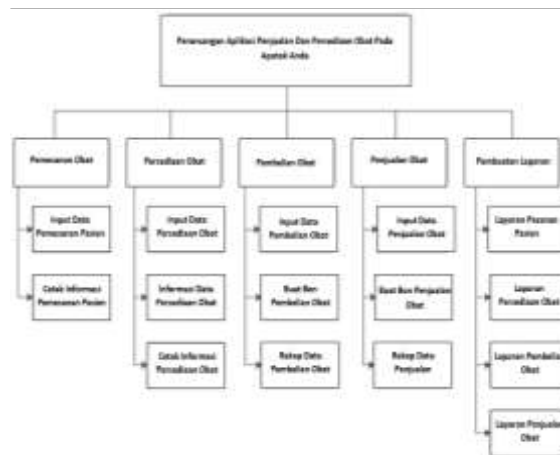 Perancangan Aplikasi Penjualan Dan Persediaan Obat Pada
Apotek Anda
Pemesanan Obat
Persediaan Obat
Pembelian Obat
Penjualan Obat
Pembuatan Laporan
Input Data
Pemesanan Pasien
Cetak Informasi
Pemesanan Pasien
Input Data
Persediaan Obat
Informasi Data
Persediaan Obat
Cetak Informasi
Persediaan Obat
Input Data
Pembelian Obat
Buat Bon
Pembelian Obat
Rekap Data
Pembelian Obat
Input Data
Penjualan Obat
Buat Bon Penjualan
Obat
Rekap Data
Penjualan
Laporan Pesanan
Pasien
Laporan
Persediaan Obat
Laporan Pembelian
Obat
Laporan Penjualan
Obat